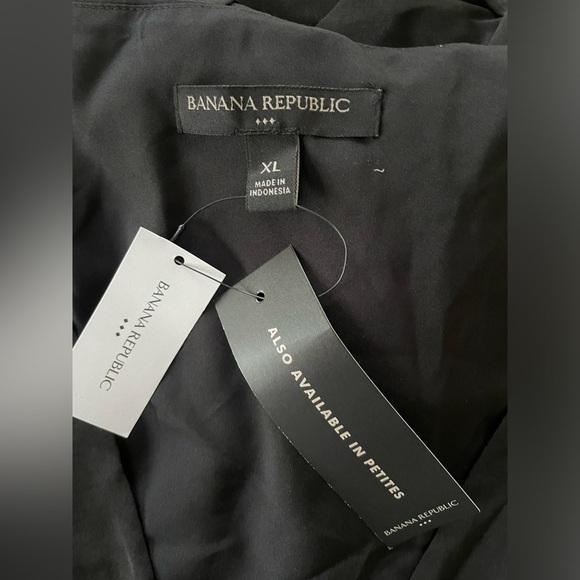 BANANA REPUBLIC
XL
MADE IN
INDONESIA
BANANA REPUBLIC
ALSO AVAILABLE IN PETITES
BANANA REPUBLIC